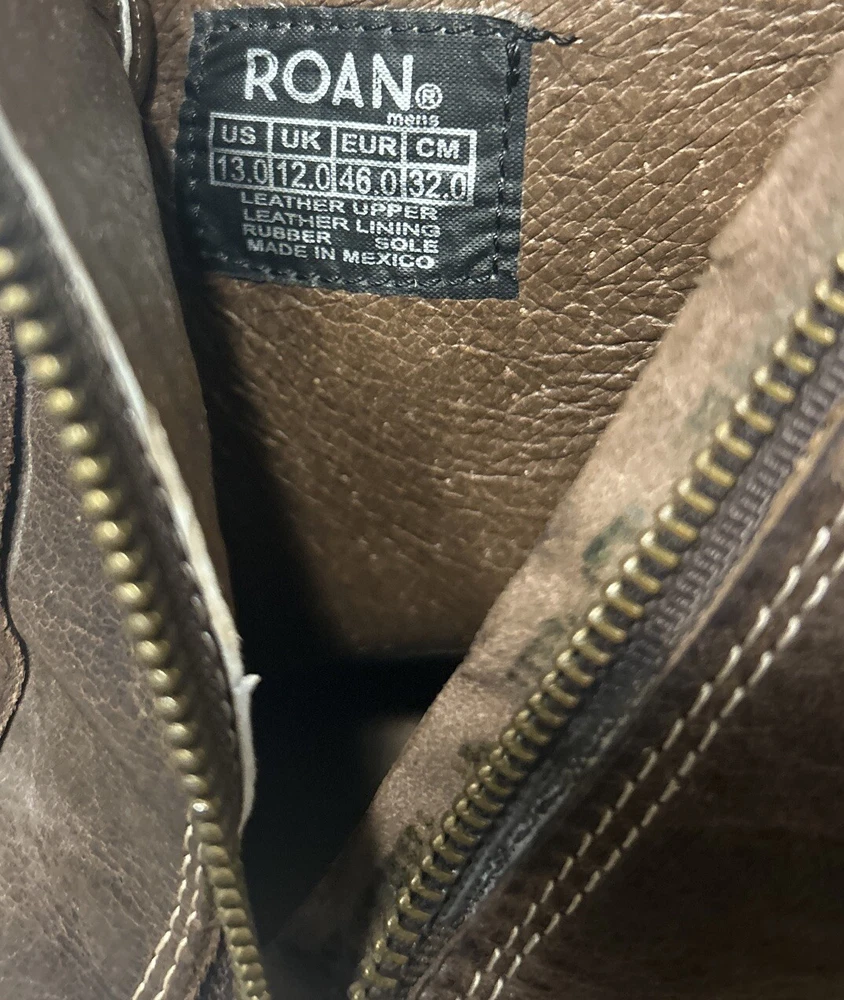 ROAN®
mens
US UK EUR CM
13.0 12.0 46.0 32.0
LEATHER UPPER
LEATHER LINING
RUBBER SOLE
MADE IN MEXICO